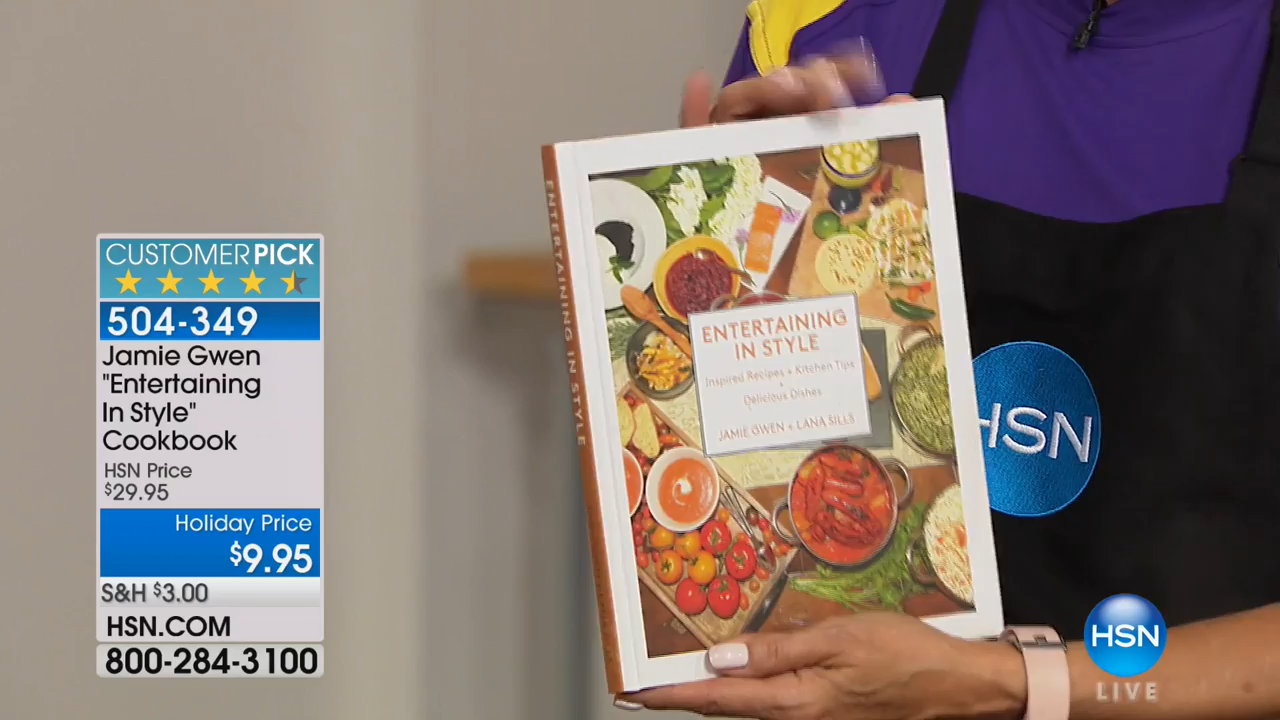 CUSTOMER PICK
504-349
Jamie Gwen
"Entertaining
In Style"
Cookbook
HSN Price
$29.95
Holiday Price
$9.95
S&H $3.00
HSN.COM
800-284-3100
ENTERTAINING IN STYLE
ENTERTAINING
IN STYLE
Inspired Recipes + Kitchen Tips
+
Delicious Dishes
JAMIE GWEN + LANA SILLS
HSN
HSN
LIVE